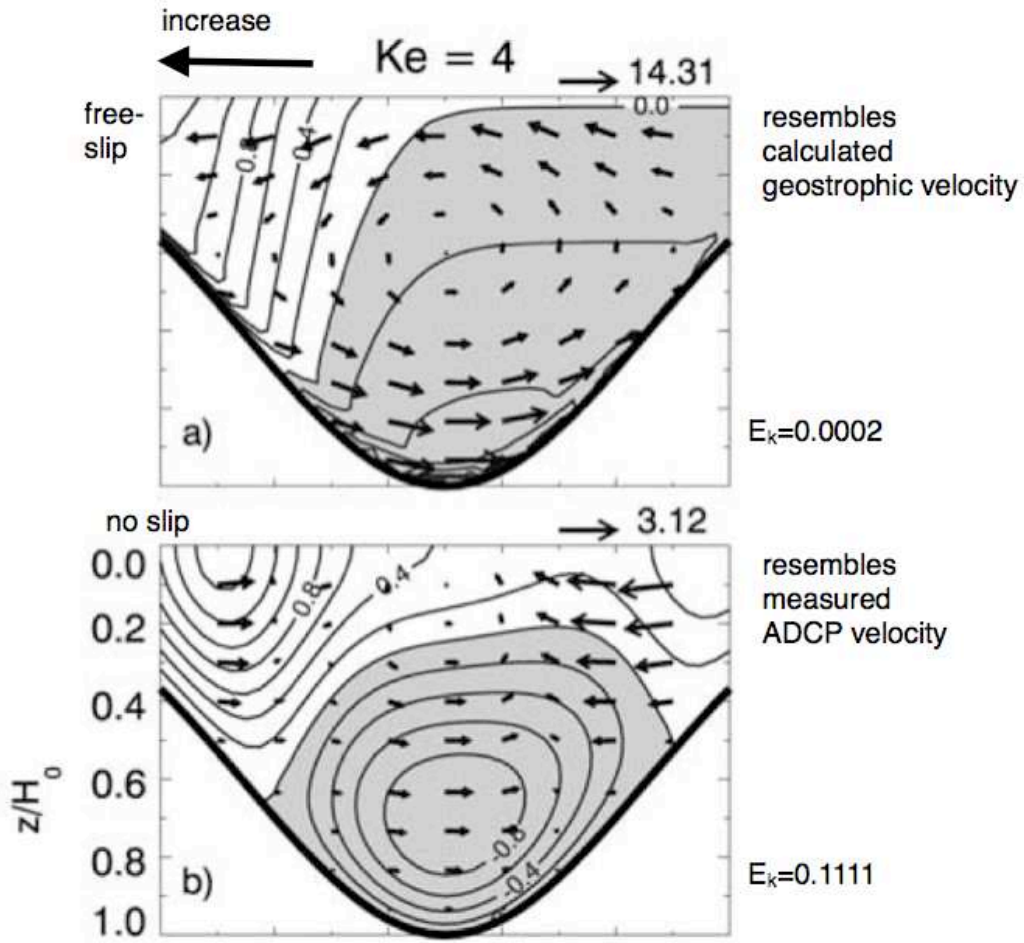 increase
Ke = 4
14.31
free-
slip
0.0
resembles
calculated
geostrophic velocity
0.8
0.4
a)
Ek=0.0002
no slip
3.12
0.0
0.2
0.4
0.6
0.8
1.0
z/H0
0.8
0.4
resembles
measured
ADCP velocity
-0.8
-0.4
b)
Ek=0.1111